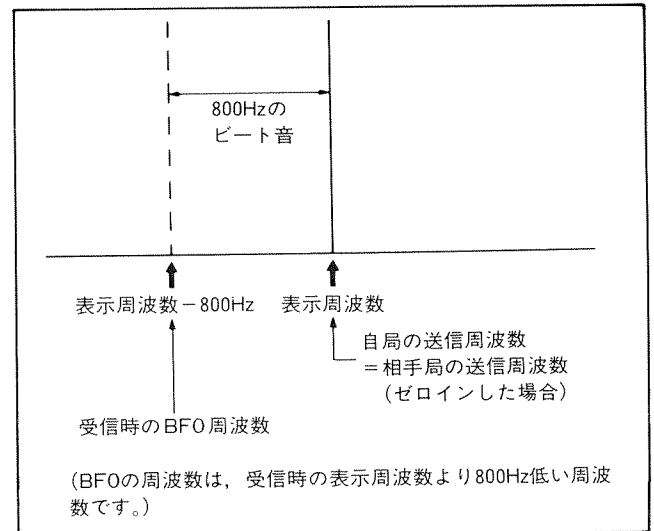 800Hzの
ビート音
表示周波数－800Hz
表示周波数
自局の送信周波数
＝相手局の送信周波数
(ゼロインした場合)
受信時のBFO周波数
(BFOの周波数は，受信時の表示周波数より800Hz低い周波
数です。)